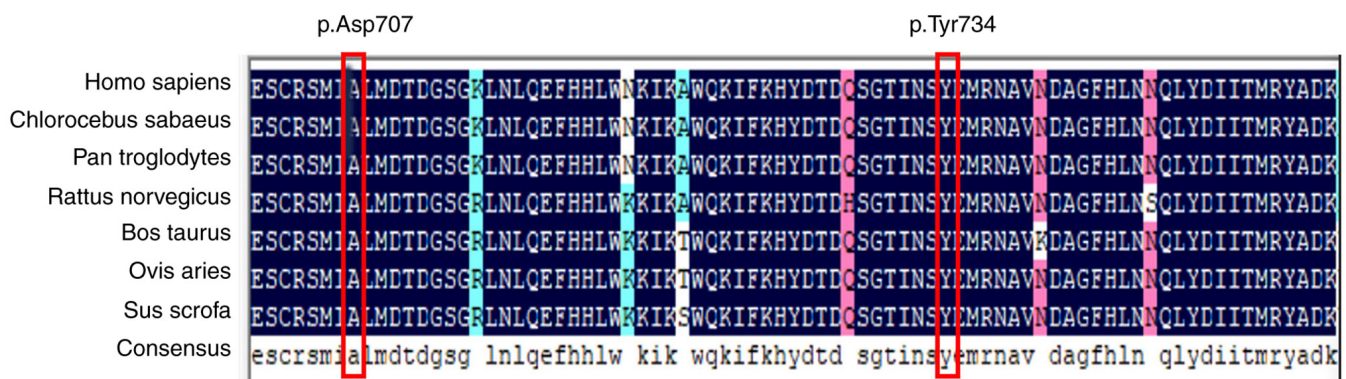 p.Asp707 p.Tyr734
Homo sapiens ESCRSMIALMDTDGSGKLNLQEFHHLWNKIKAWQKIFKHYDTDQSGTINSYEMRNAVNDAGFHLNNQLYDIITMRYADK
Chlorocebus sabaeus ESCRSMIALMDTDGSGKLNLQEFHHLWNKIKAWQKIFKHYDTDQSGTINSYEMRNAVNDAGFHLNNQLYDIITMRYADK
Pan troglodytes ESCRSMIALMDTDGSGKLNLQEFHHLWNKIKAWQKIFKHYDTDQSGTINSYEMRNAVNDAGFHLNNQLYDIITMRYADK
Rattus norvegicus ESCRSMIALMDTDGSGRLNLQEFHHLWKKIKAWQKIFKHYDTDHSGTINSYEMRNAVNDAGFHLNSQLYDIITMRYADK
Bos taurus ESCRSMIALMDTDGSGRLNLQEFHHLWKKIKTWQKIFKHYDTDQSGTINSYEMRNAVKDAGFHLNNQLYDIITMRYADK
Ovis aries ESCRSMIALMDTDGSGRLNLQEFHHLWKKIKTWQKIFKHYDTDQSGTINSYEMRNAVNDAGFHLNNQLYDIITMRYADK
Sus scrofa ESCRSMIALMDTDGSGRLNLQEFHHLWKKIKSWQKIFKHYDTDQSGTINSYEMRNAVNDAGFHLNNQLYDIITMRYADK
Consensus escrsmialmdtdgsg lnlqefhhlw kik wqkifkhydtd sgtinsyemrnav dagfhln qlydiitmryadk